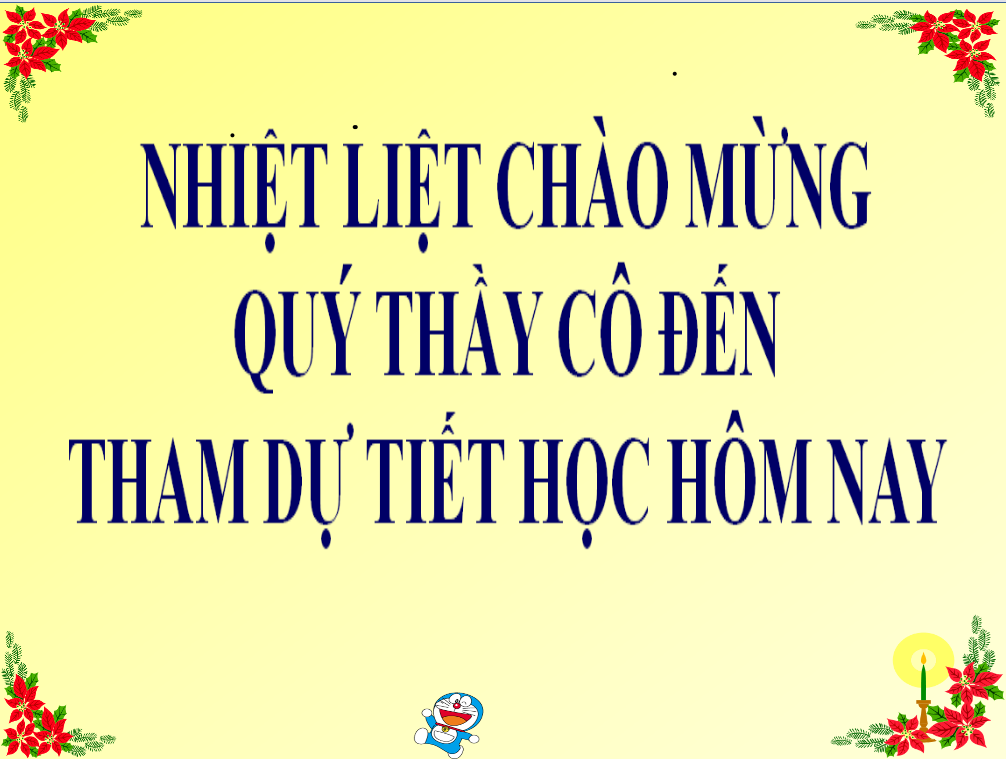 NHIỆT LIỆT CHÀO MỪNG
QUÝ THẦY CÔ ĐẾN
THAM DỰ TIẾT HỌC HÔM NAY